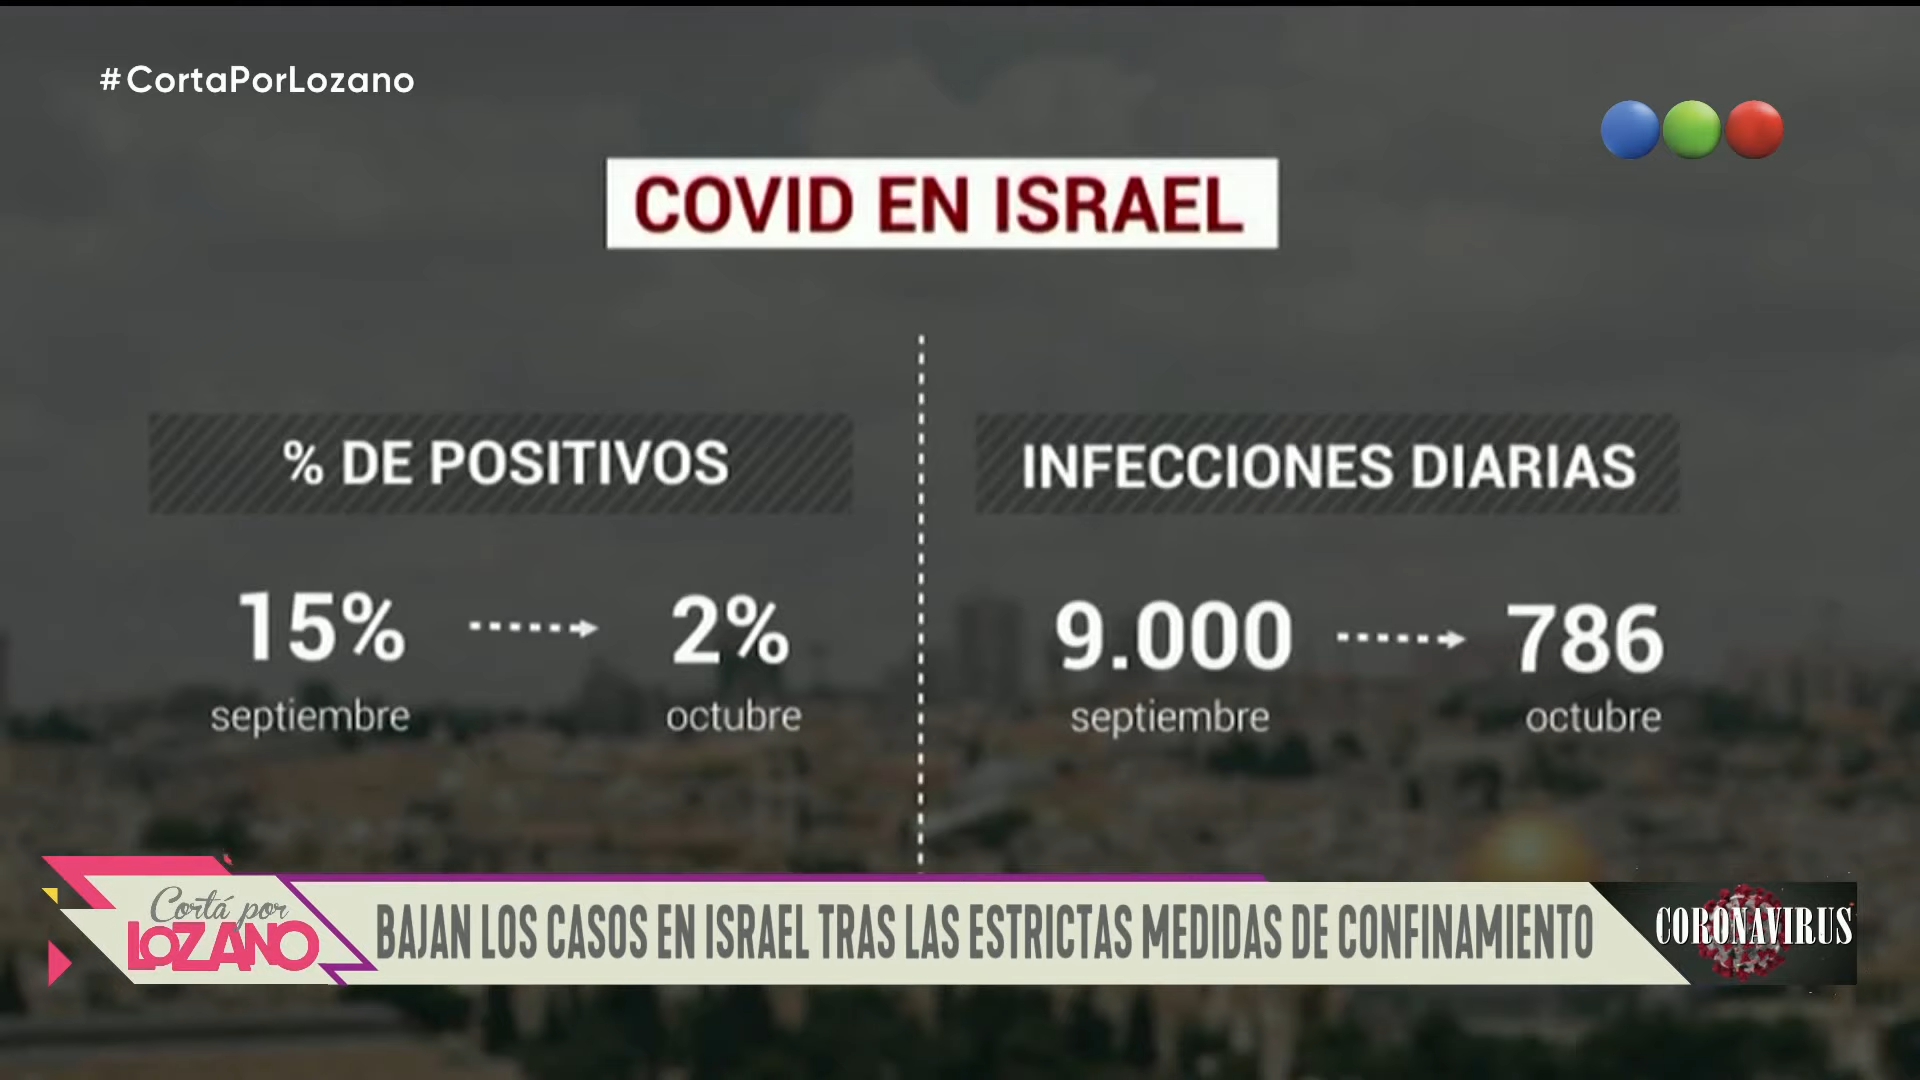 #CortaPorLozano
COVID EN ISRAEL
% DE POSITIVOS
15% 2%
septiembre octubre
INFECCIONES DIARIAS
9.000 786
septiembre octubre
Cortá por
LOZANO
BAJAN LOS CASOS EN ISRAEL TRAS LAS ESTRICTAS MEDIDAS DE CONFINAMIENTO
CORONAVIRUS